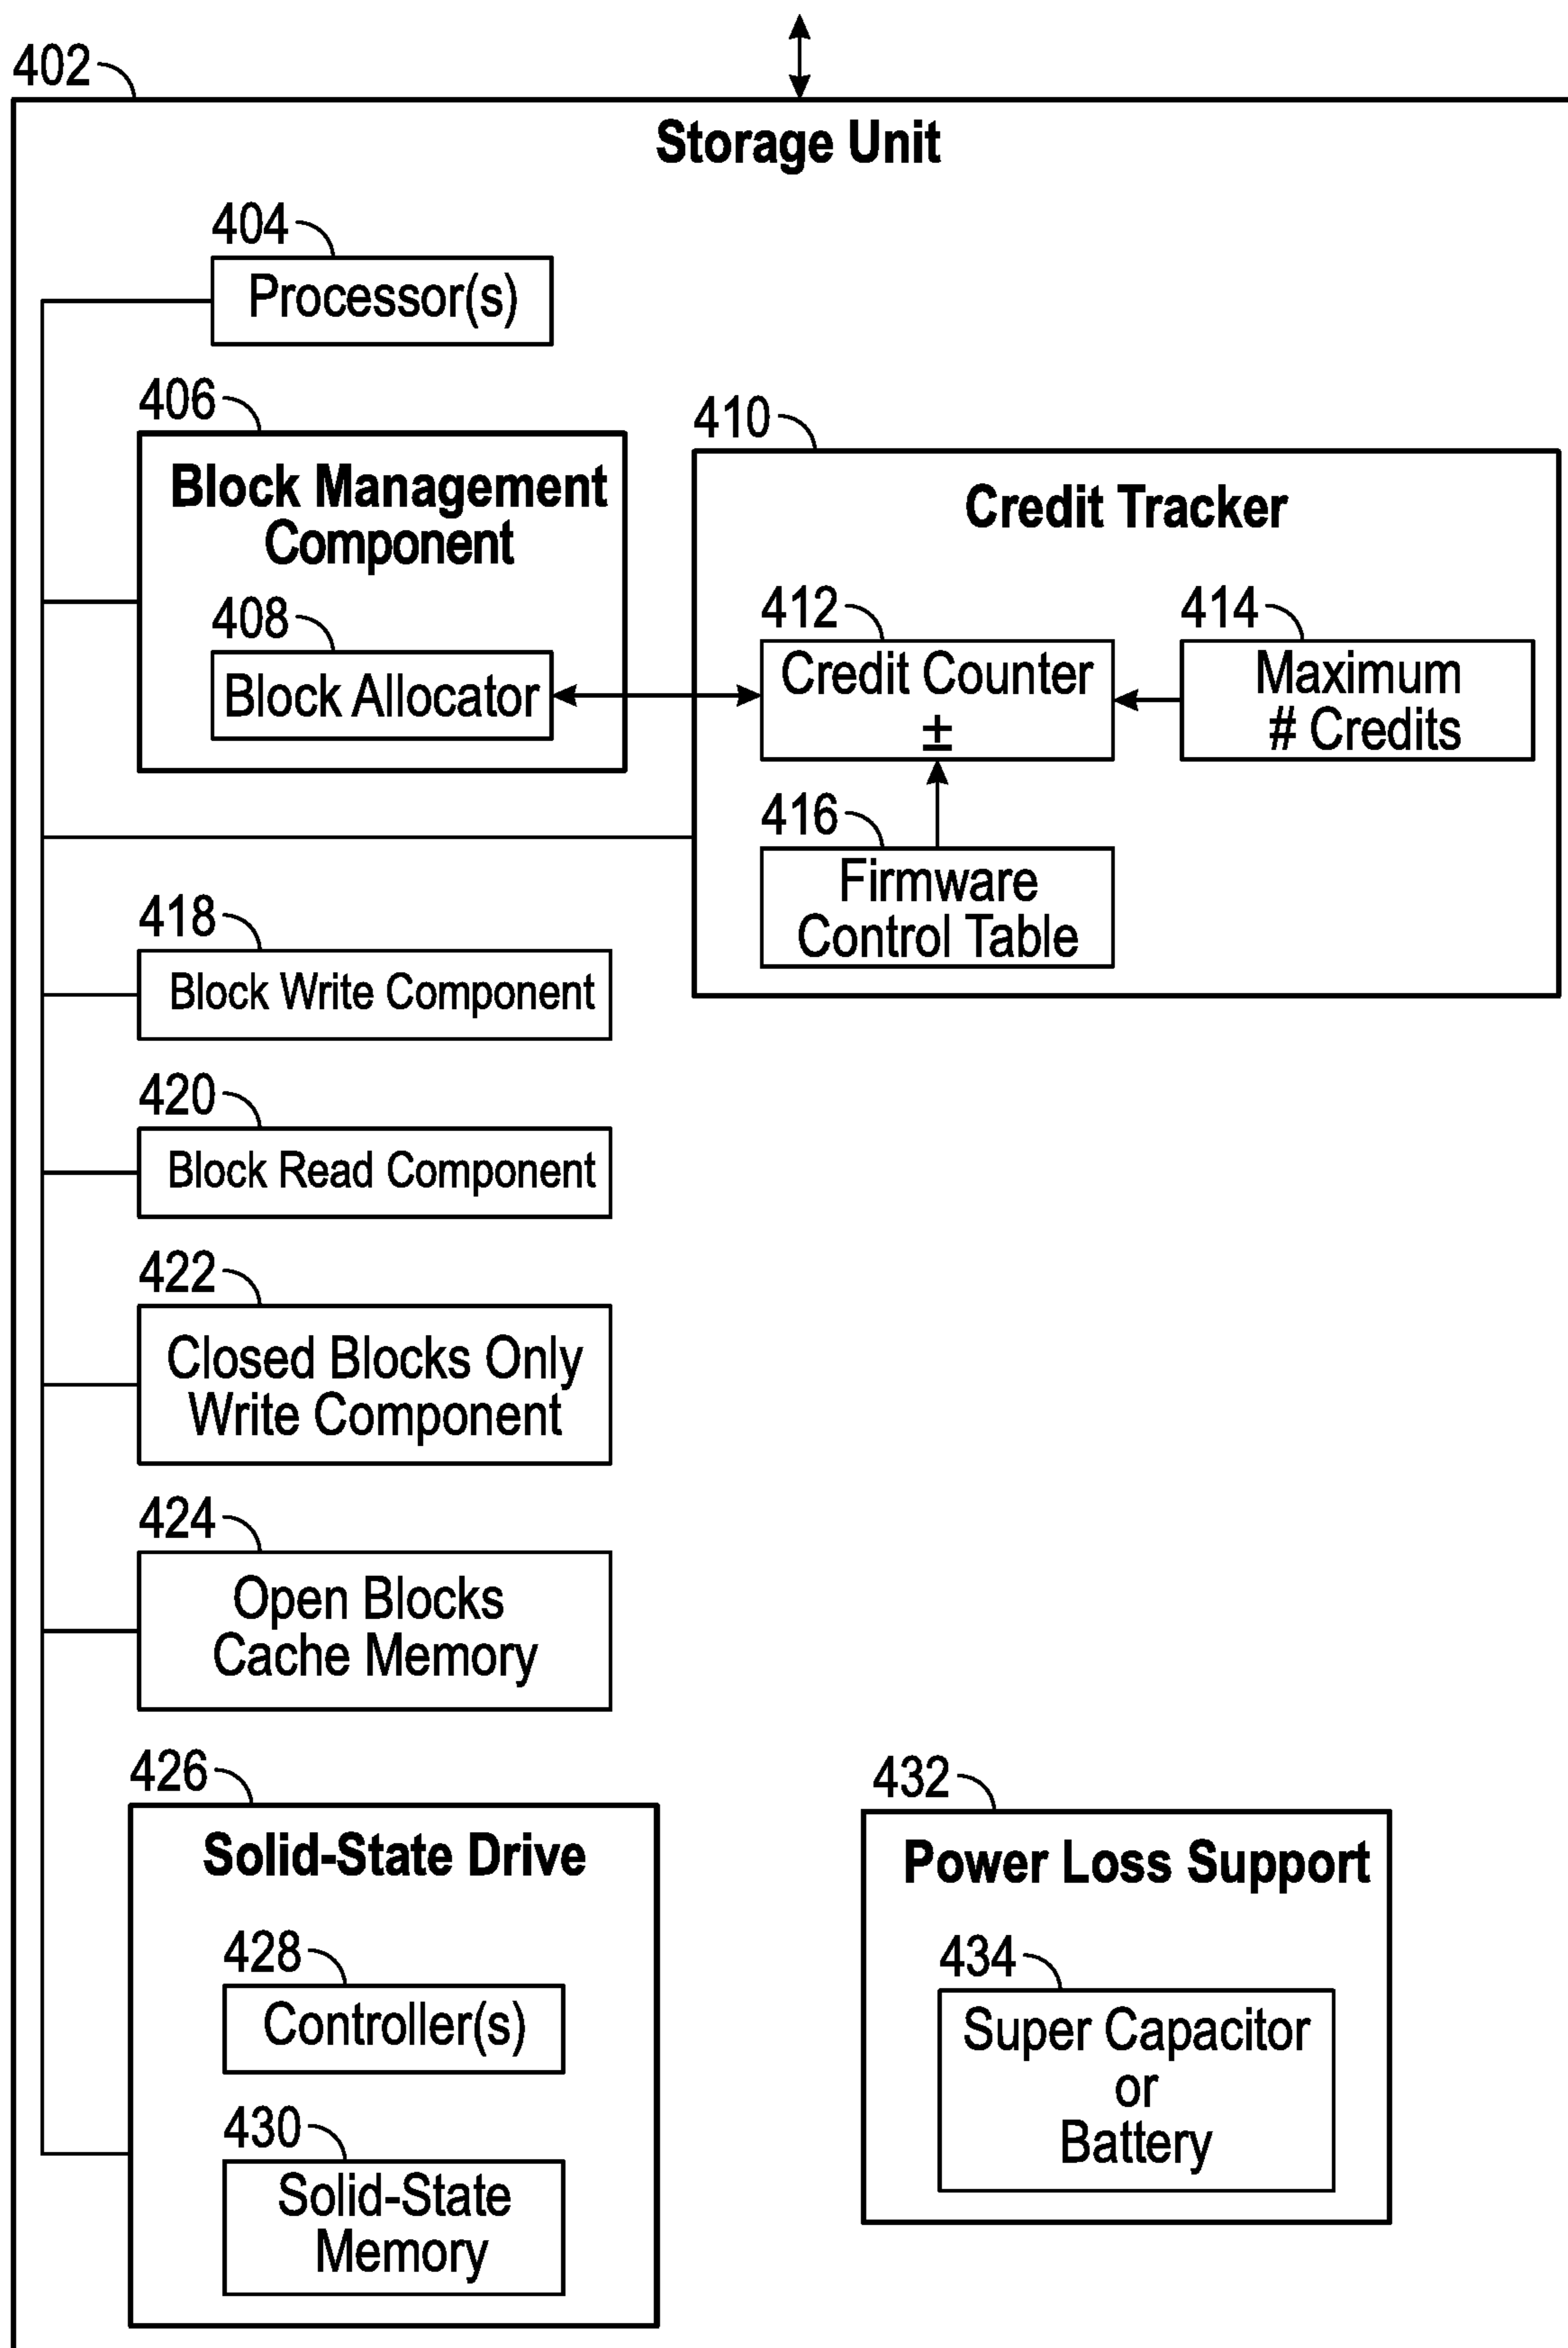 402
Storage Unit
404
Processor(s)
406
Block Management
Component
408
Block Allocator
410
Credit Tracker
412
Credit Counter
±
414
Maximum
# Credits
416
Firmware
Control Table
418
Block Write Component
420
Block Read Component
422
Closed Blocks Only
Write Component
424
Open Blocks
Cache Memory
426
Solid-State Drive
428
Controller(s)
430
Solid-State
Memory
432
Power Loss Support
434
Super Capacitor
or
Battery